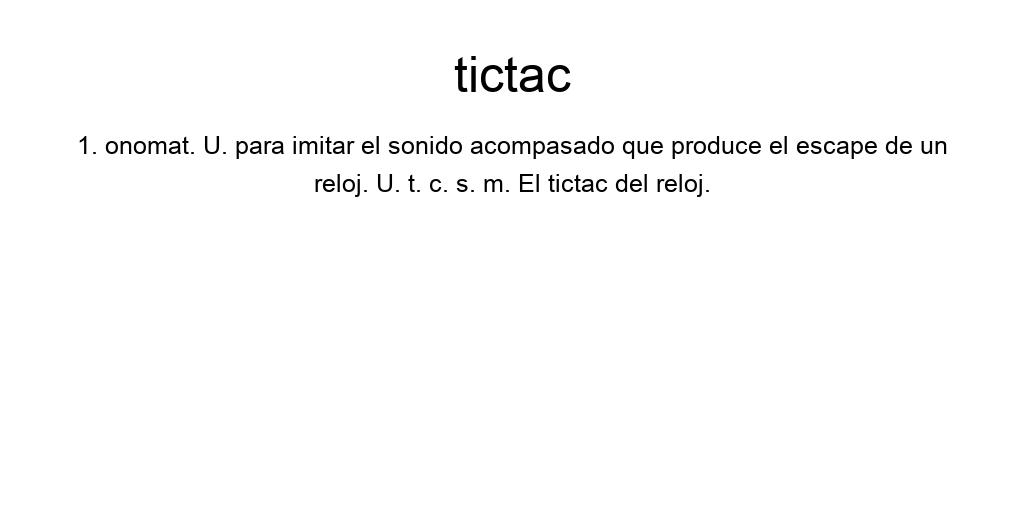 tictac
1. onomat. U. para imitar el sonido acompasado que produce el escape de un
reloj. U. t. c. s. m. El tictac del reloj.